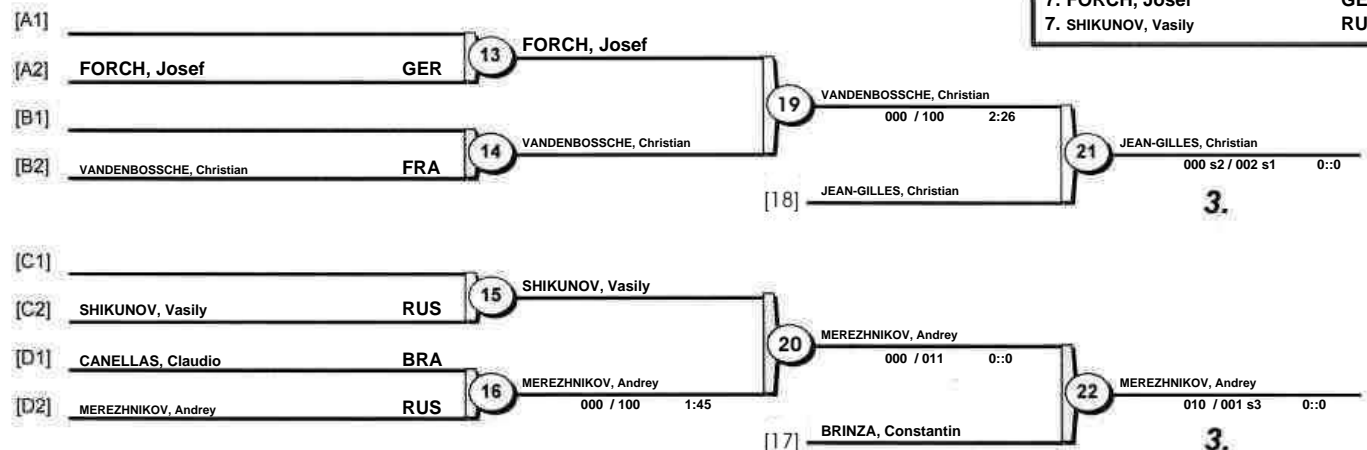 7. FORCH, Josef GE
7. SHIKUNOV, Vasily RU
[A1]
[A2] FORCH, Josef GER
13 FORCH, Josef
[B1]
[B2] VANDENBOSSCHE, Christian FRA
14 VANDENBOSSCHE, Christian
19 VANDENBOSSCHE, Christian
000 / 100 2:26
[18] JEAN-GILLES, Christian
21 JEAN-GILLES, Christian
000 s2 / 002 s1 0::0
3.
[C1]
[C2] SHIKUNOV, Vasily RUS
15 SHIKUNOV, Vasily
[D1] CANELLAS, Claudio BRA
[D2] MEREZHNIKOV, Andrey RUS
16 MEREZHNIKOV, Andrey
000 / 100 1:45
20 MEREZHNIKOV, Andrey
000 / 011 0::0
[17] BRINZA, Constantin
22 MEREZHNIKOV, Andrey
010 / 001 s3 0::0
3.